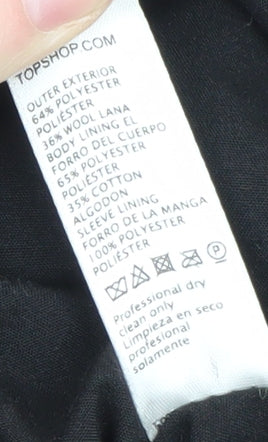 TOPSHOP.COM
OUTER EXTERIOR
64% POLYESTER
POLIÉSTER
36% WOOL LANA
BODY LINING EL
FORRO DEL CUERPO
65% POLYESTER
POLIÉSTER
35% COTTON
ALGODON
SLEEVE LINING
FORRO DE LA MANGA
100% POLYESTER
POLIÉSTER
P
Professional dry
clean only
Limpieza en seco
profesional
solamente